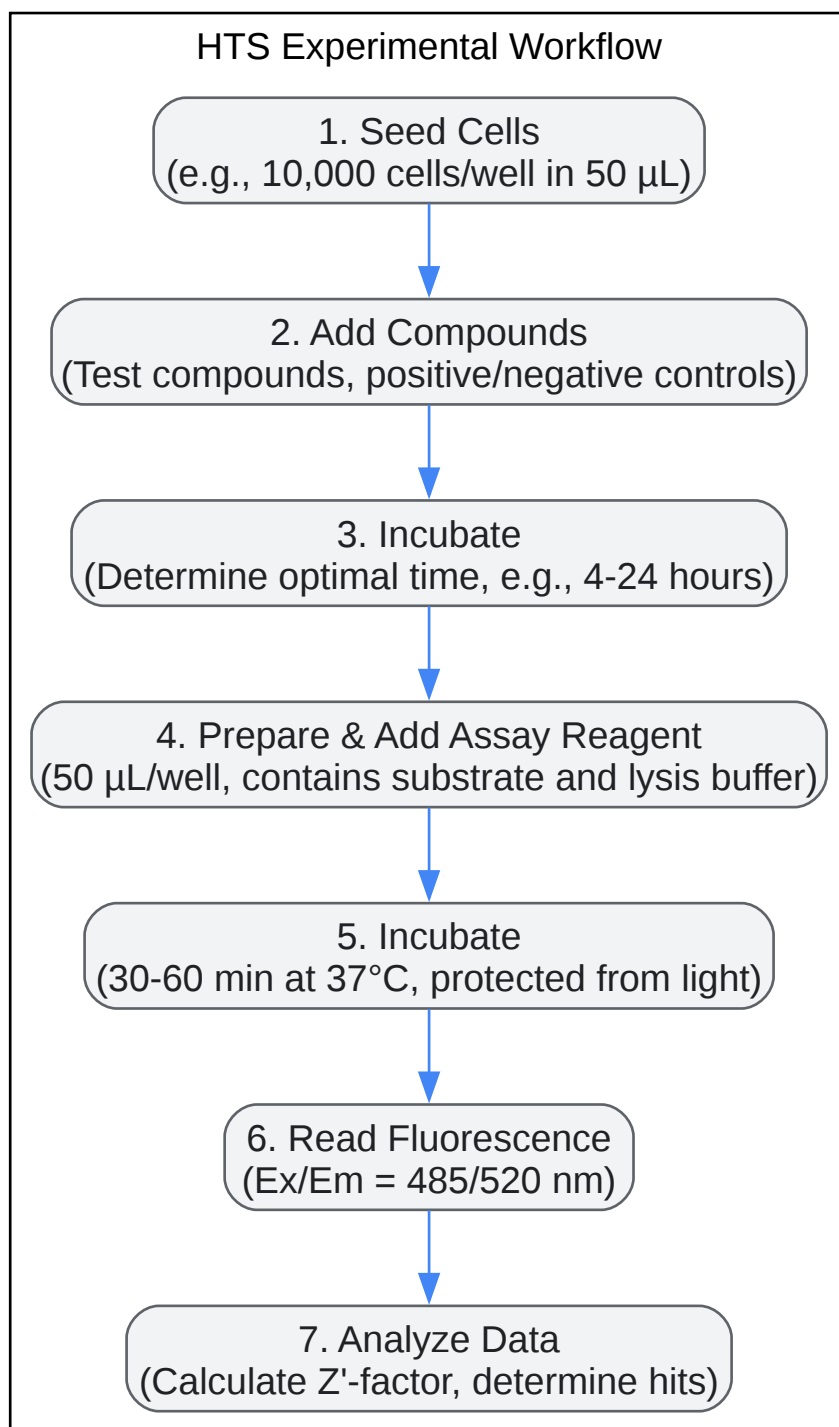 HTS Experimental Workflow
1. Seed Cells
(e.g., 10,000 cells/well in 50 µL)
2. Add Compounds
(Test compounds, positive/negative controls)
3. Incubate
(Determine optimal time, e.g., 4-24 hours)
4. Prepare & Add Assay Reagent
(50 µL/well, contains substrate and lysis buffer)
5. Incubate
(30-60 min at 37°C, protected from light)
6. Read Fluorescence
(Ex/Em = 485/520 nm)
7. Analyze Data
(Calculate Z'-factor, determine hits)